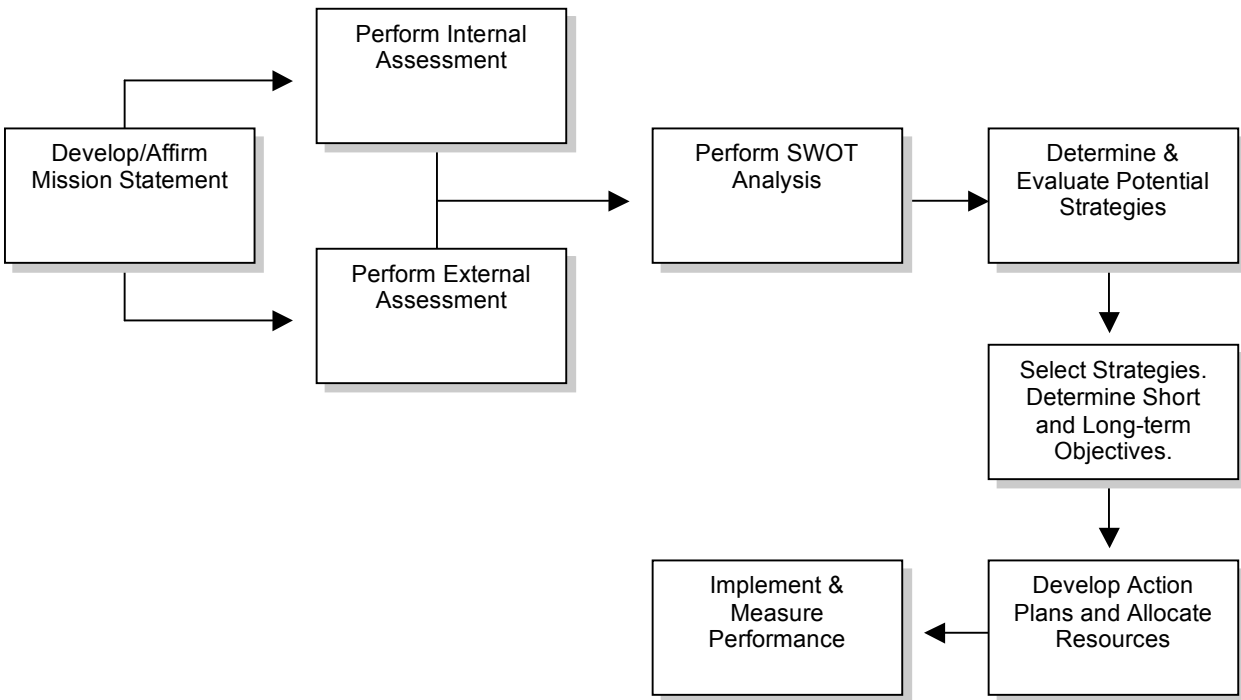 Perform Internal
Assessment
Develop/Affirm
Mission Statement
Perform External
Assessment
Perform SWOT
Analysis
Determine &
Evaluate Potential
Strategies
Select Strategies.
Determine Short
and Long-term
Objectives.
Develop Action
Plans and Allocate
Resources
Implement &
Measure
Performance